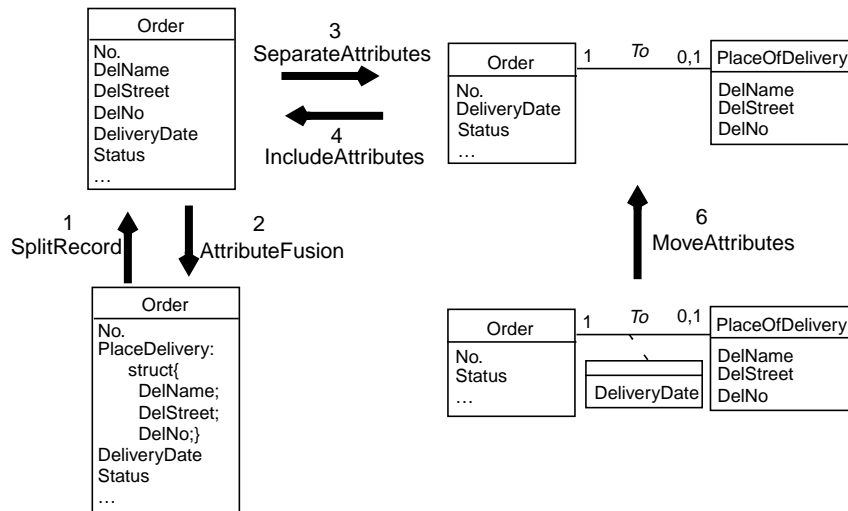 Order
No.
DelName
DelStreet
DelNo
DeliveryDate
Status
…
3
SeparateAttributes
4
IncludeAttributes
Order
No.
DeliveryDate
Status
…
1 To 0,1
PlaceOfDelivery
DelName
DelStreet
DelNo
1
SplitRecord
2
AttributeFusion
6
MoveAttributes
Order
No.
PlaceDelivery:
struct{
DelName;
DelStreet;
DelNo;}
DeliveryDate
Status
…
Order
No.
Status
…
1 To 0,1
DeliveryDate
PlaceOfDelivery
DelName
DelStreet
DelNo